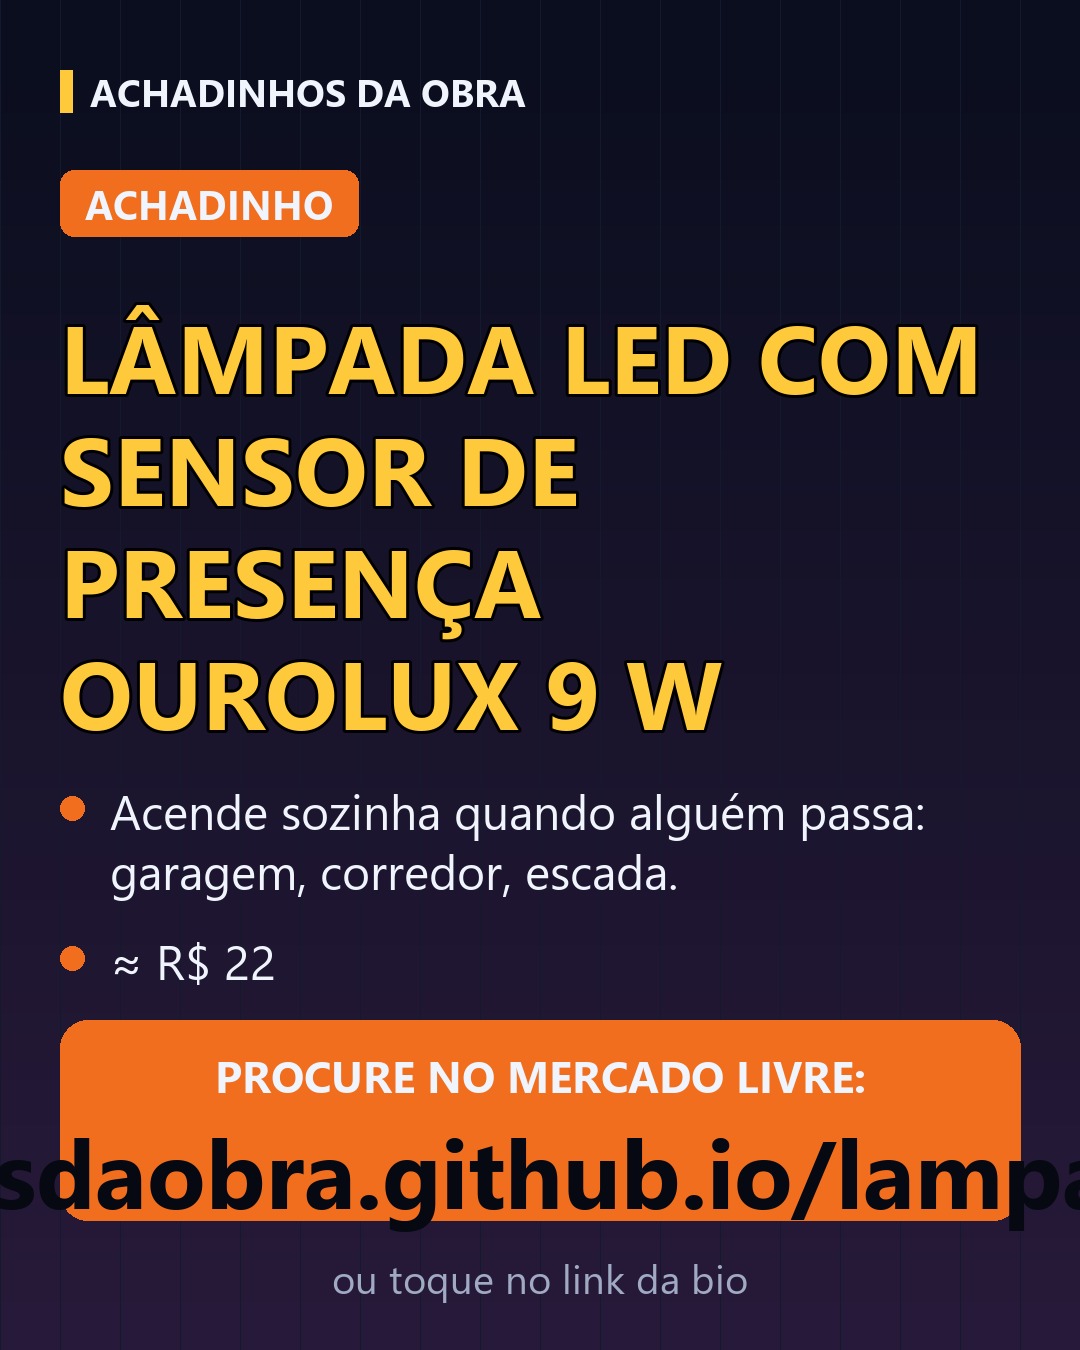 ACHADINHOS DA OBRA
ACHADINHO
LÂMPADA LED COM
SENSOR DE
PRESENÇA
OUROLUX 9 W
Acende sozinha quando alguém passa:
garagem, corredor, escada.
≈ R$ 22
PROCURE NO MERCADO LIVRE:
sdaobra.github.io/lampa
ou toque no link da bio